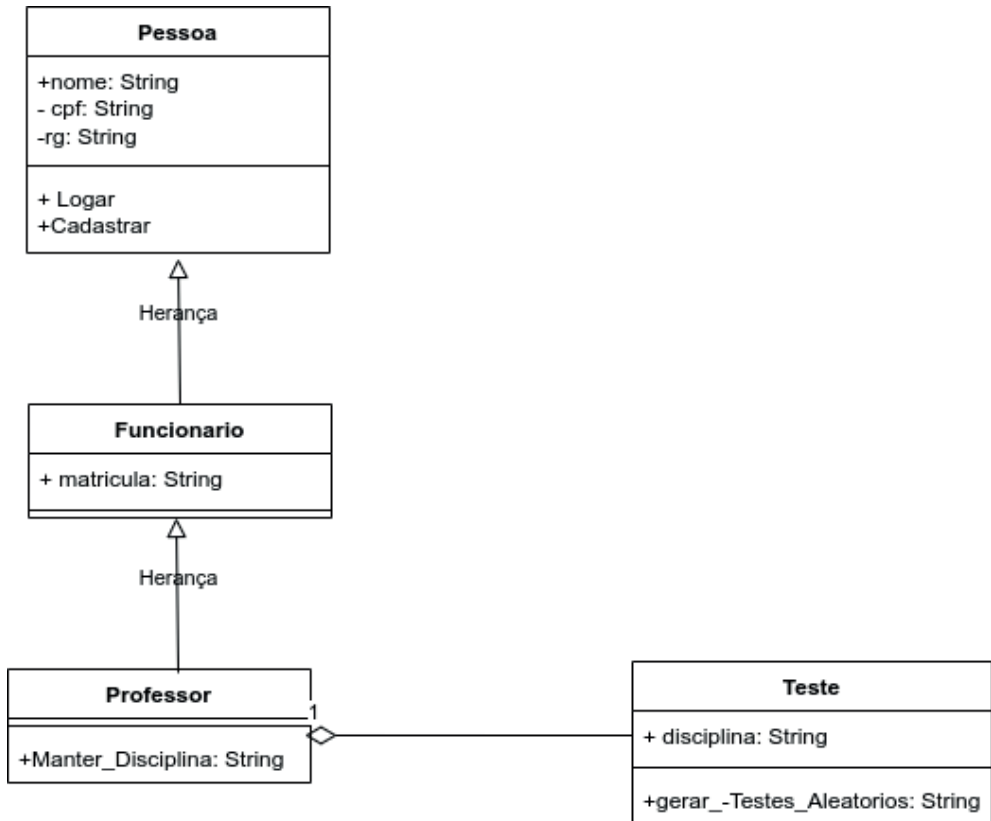 Pessoa
+nome: String
- cpf: String
-rg: String
+ Logar
+Cadastrar
Herança
Funcionario
+ matricula: String
Herança
Professor
1
+Manter_Disciplina: String
Teste
+ disciplina: String
+gerar_-Testes_Aleatorios: String